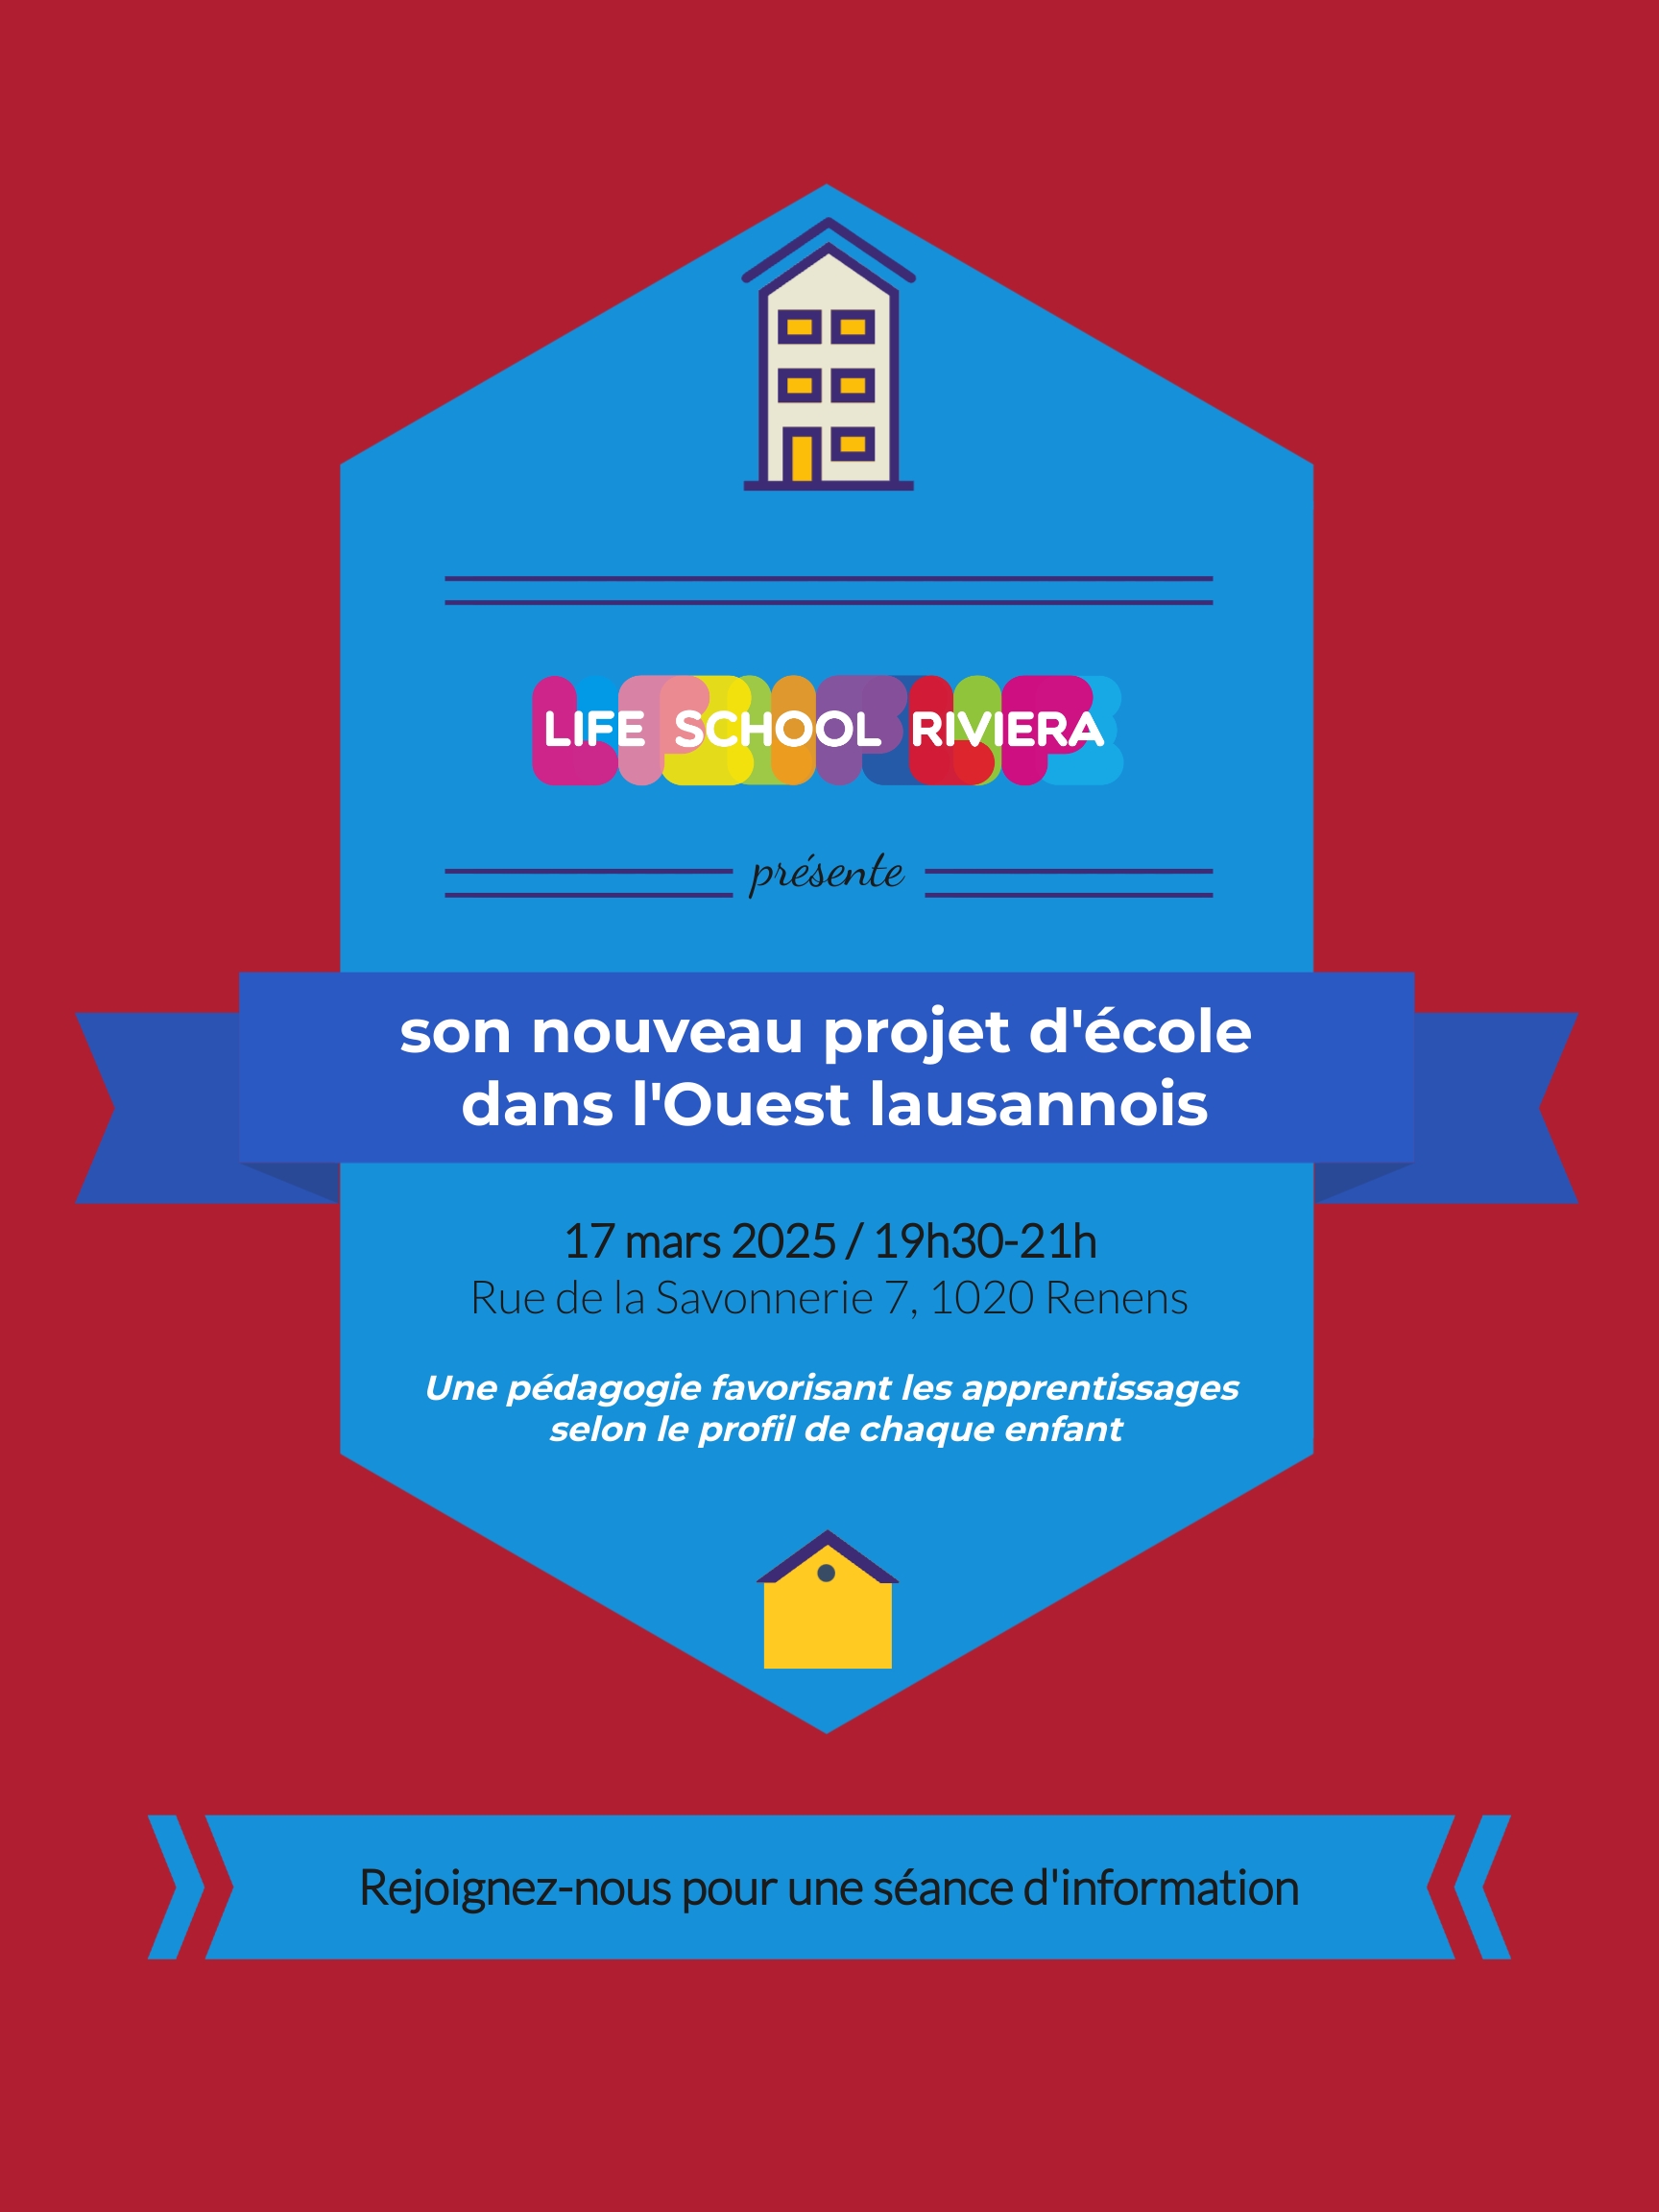 LIFE SCHOOL RIVIERA
présente
son nouveau projet d'école
dans l'Ouest lausannois
17 mars 2025 / 19h30-21h
Rue de la Savonnerie 7, 1020 Renens
Une pédagogie favorisant les apprentissages
selon le profil de chaque enfant
Rejoignez-nous pour une séance d'information